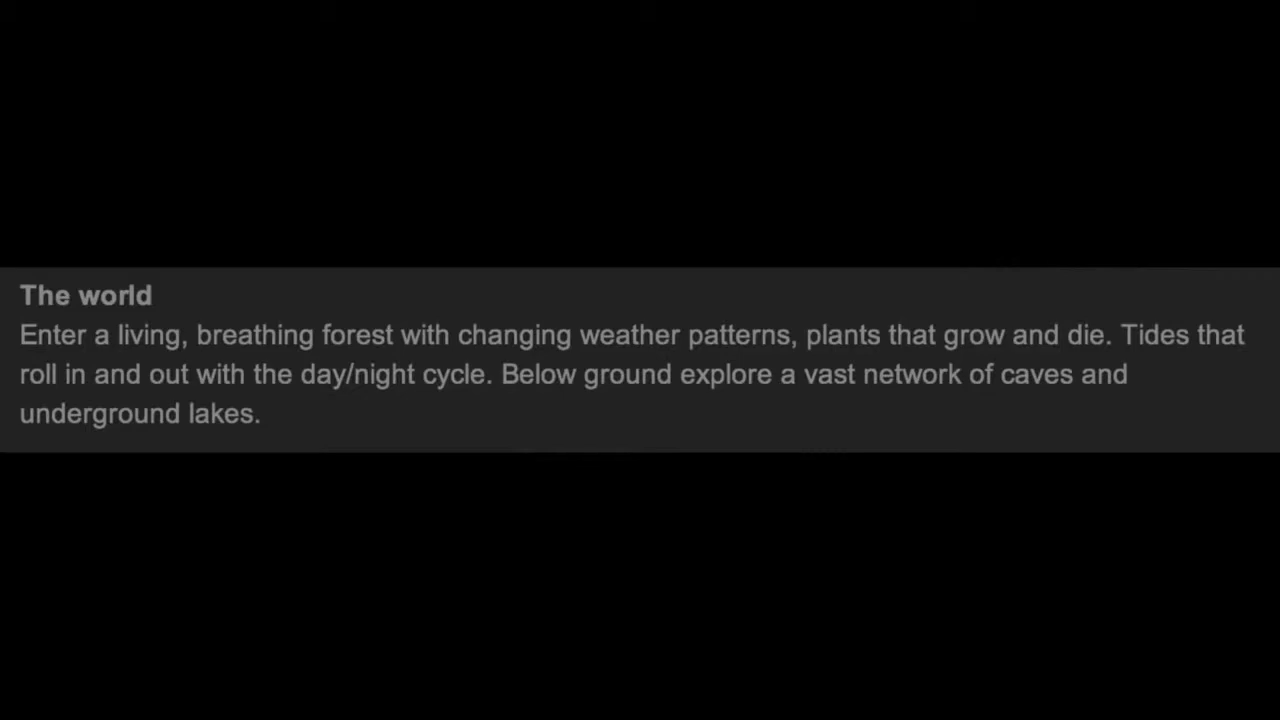 The world
Enter a living, breathing forest with changing weather patterns, plants that grow and die. Tides that
roll in and out with the day/night cycle. Below ground explore a vast network of caves and
underground lakes.